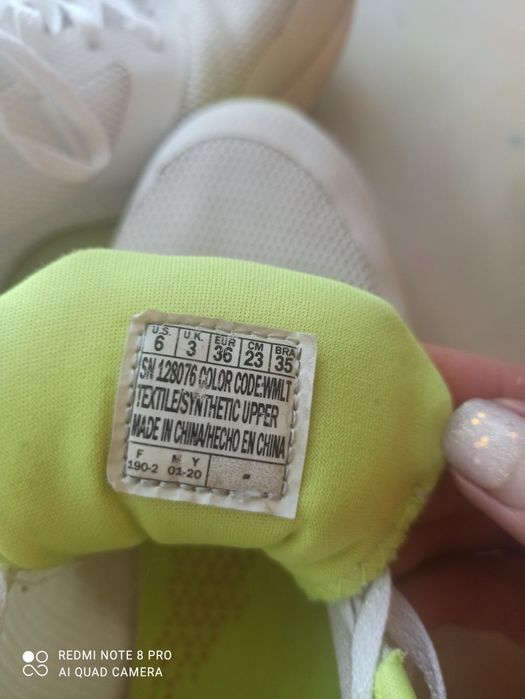 U.S. U.K. EUR CM BRA
6 3 36 23 35
SN 128076 COLOR CODE:WMLT
TEXTILE/SYNTHETIC UPPER
MADE IN CHINA/HECHO EN CHINA
F M Y
190-2 01-20 -
REDMI NOTE 8 PRO
AI QUAD CAMERA